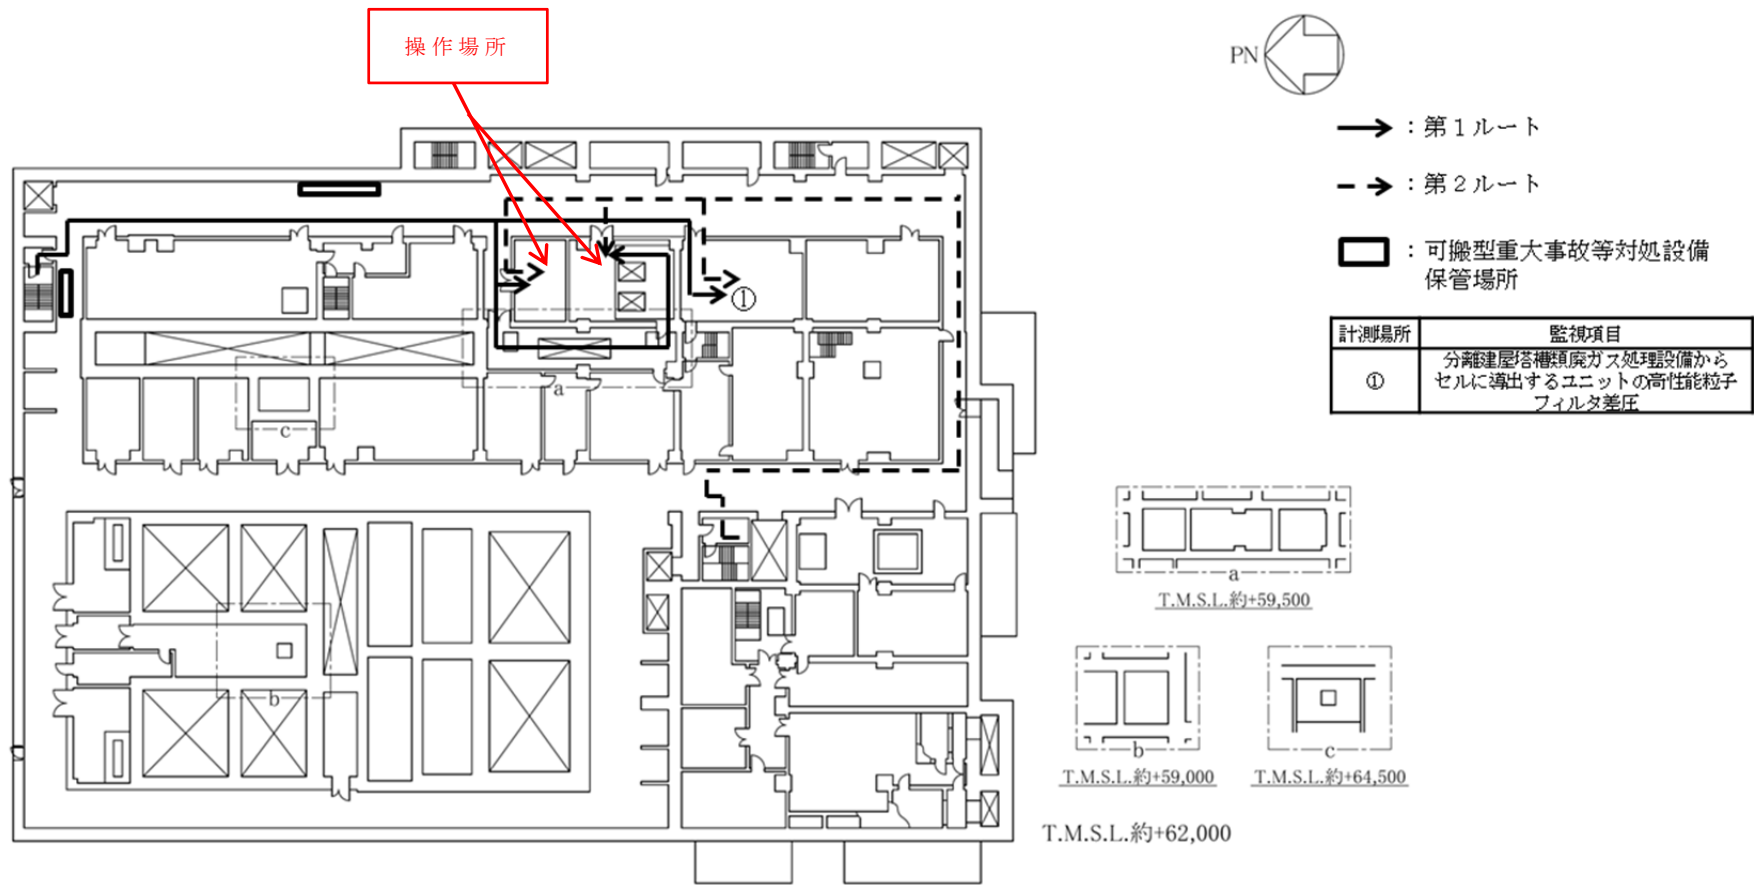 操作場所
PN
：第１ルート
：第２ルート
：可搬型重大事故等対処設備
保管場所
計測場所 監視項目
① 分離建屋塔槽類廃ガス処理設備から
セルに導出するユニットの高性能粒子
フィルタ差圧
①
a
c
b
a
T.M.S.L.約+59,500
b
T.M.S.L.約+59,000
c
T.M.S.L.約+64,500
T.M.S.L.約+62,000